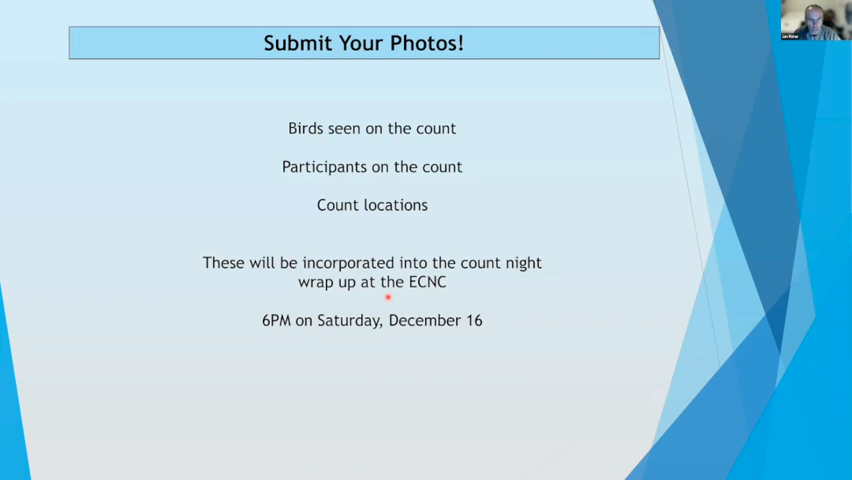 Submit Your Photos!
Birds seen on the count
Participants on the count
Count locations
These will be incorporated into the count night
wrap up at the ECNC
6PM on Saturday, December 16